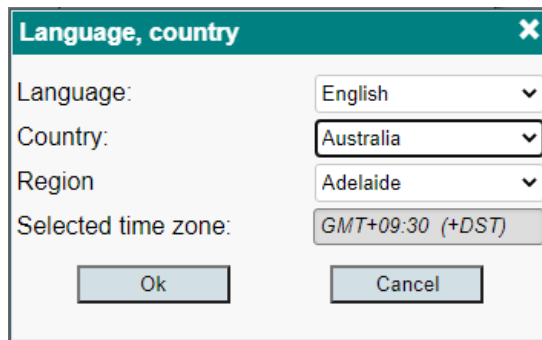 Language, country
Language: English
Country: Australia
Region Adelaide
Selected time zone: GMT+09:30 (+DST)
Ok Cancel